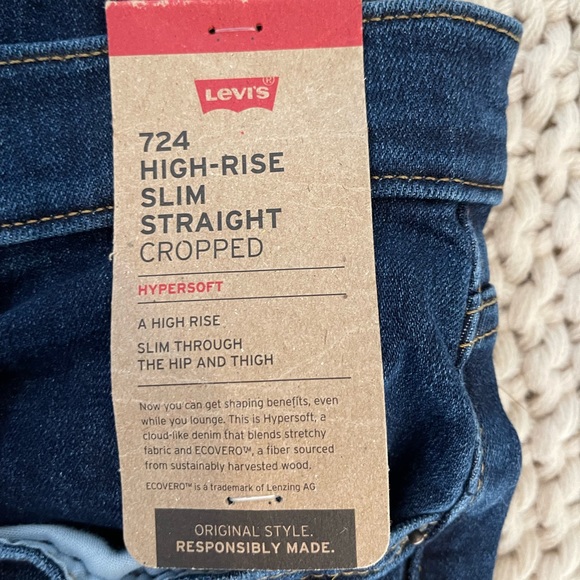 Levi's®
724
HIGH-RISE
SLIM
STRAIGHT
CROPPED
HYPERSOFT
A HIGH RISE
SLIM THROUGH
THE HIP AND THIGH
Now you can get shaping benefits, even
while you lounge. This is Hypersoft, a
cloud-like denim that blends stretchy
fabric and ECOVERO™, a fiber sourced
from sustainably harvested wood.
ECOVERO™ is a trademark of Lenzing AG
ORIGINAL STYLE.
RESPONSIBLY MADE.